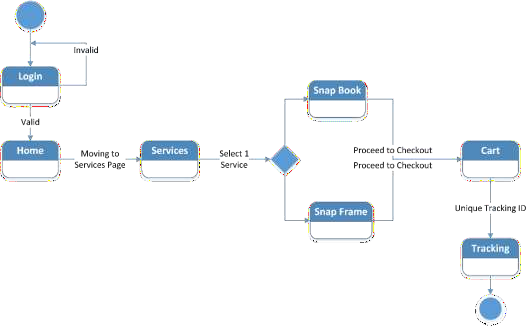 Invalid
Login
Valid
Home
Moving to
Services Page
Services
Select 1
Service
Snap Book
Snap Frame
Proceed to Checkout
Proceed to Checkout
Cart
Unique Tracking ID
Tracking